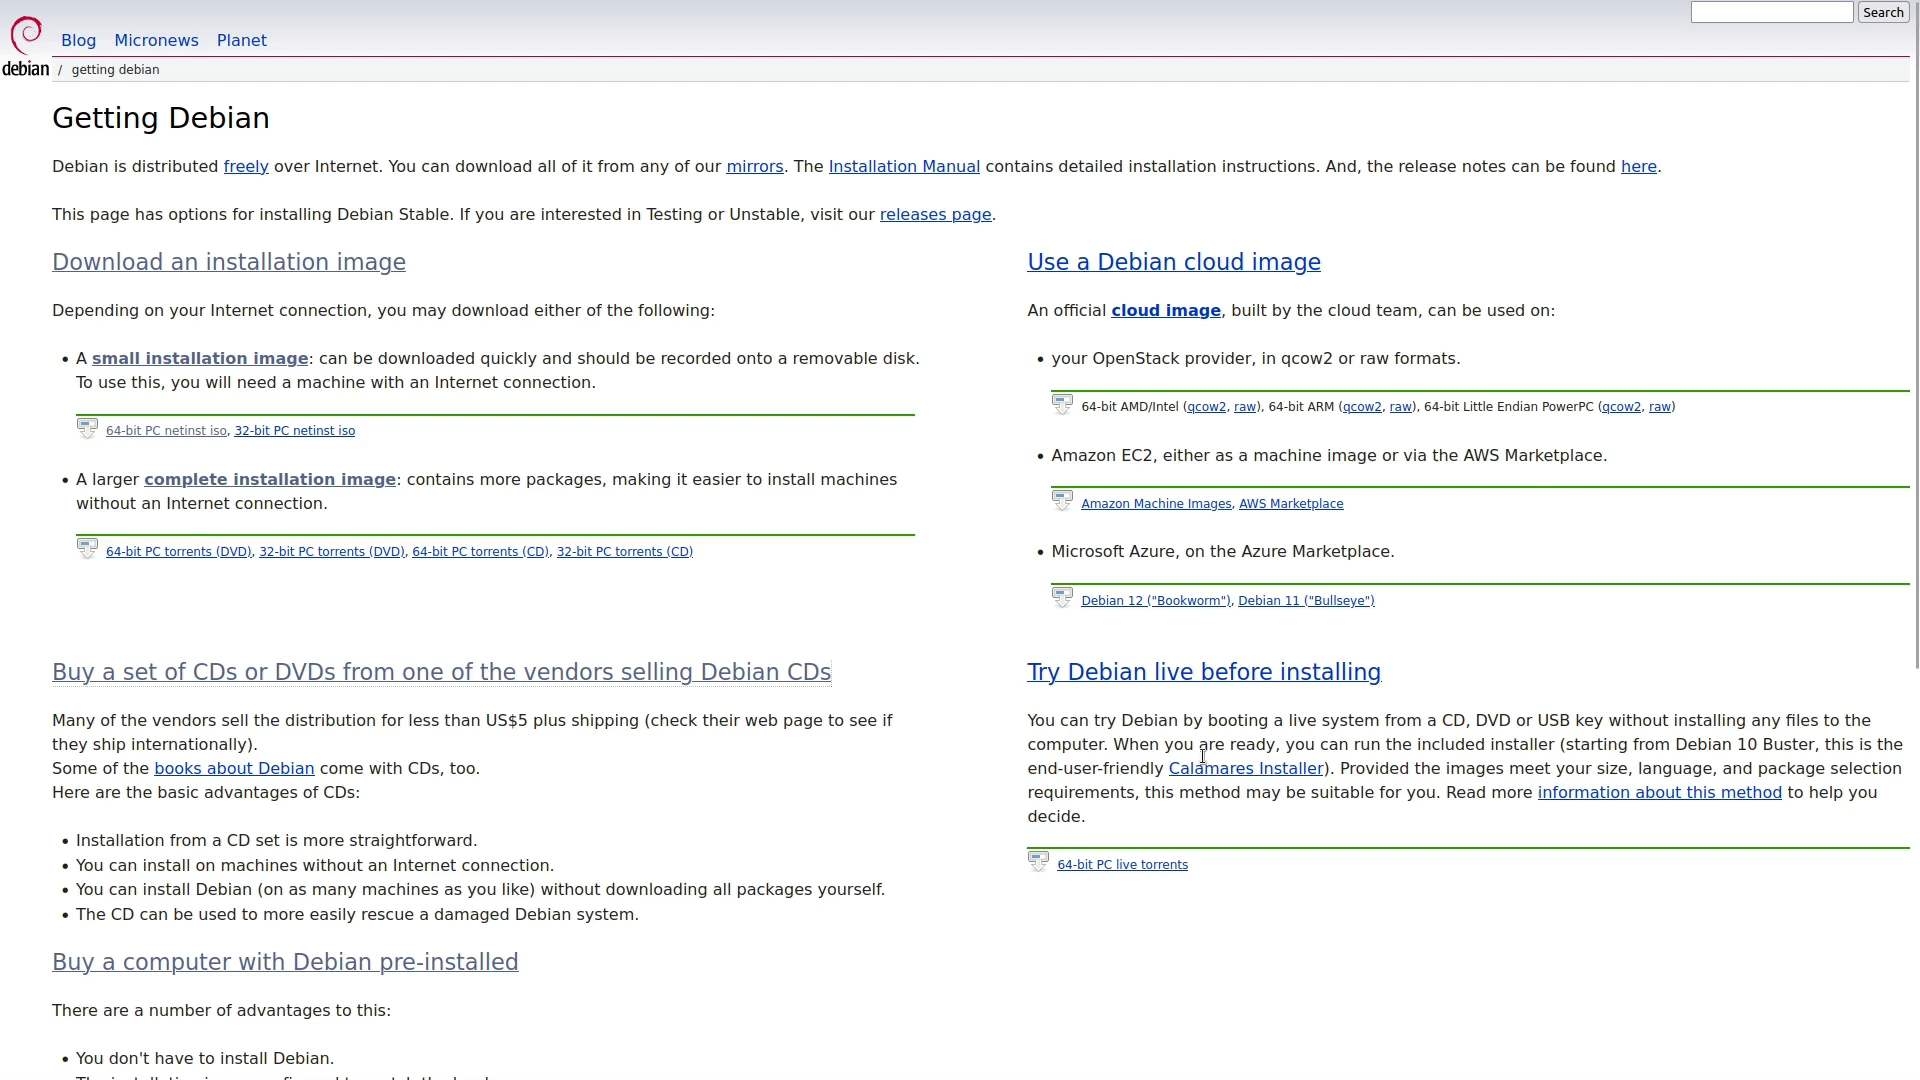 Search
Blog Micronews Planet
debian / getting debian
Getting Debian
Debian is distributed freely over Internet. You can download all of it from any of our mirrors. The Installation Manual contains detailed installation instructions. And, the release notes can be found here.
This page has options for installing Debian Stable. If you are interested in Testing or Unstable, visit our releases page.
Download an installation image
Depending on your Internet connection, you may download either of the following:
• A small installation image: can be downloaded quickly and should be recorded onto a removable disk.
To use this, you will need a machine with an Internet connection.
64-bit PC netinst iso, 32-bit PC netinst iso
• A larger complete installation image: contains more packages, making it easier to install machines
without an Internet connection.
64-bit PC torrents (DVD), 32-bit PC torrents (DVD), 64-bit PC torrents (CD), 32-bit PC torrents (CD)
Use a Debian cloud image
An official cloud image, built by the cloud team, can be used on:
• your OpenStack provider, in qcow2 or raw formats.
64-bit AMD/Intel (qcow2, raw), 64-bit ARM (qcow2, raw), 64-bit Little Endian PowerPC (qcow2, raw)
• Amazon EC2, either as a machine image or via the AWS Marketplace.
Amazon Machine Images, AWS Marketplace
• Microsoft Azure, on the Azure Marketplace.
Debian 12 ("Bookworm"), Debian 11 ("Bullseye")
Buy a set of CDs or DVDs from one of the vendors selling Debian CDs
Many of the vendors sell the distribution for less than US$5 plus shipping (check their web page to see if
they ship internationally).
Some of the books about Debian come with CDs, too.
Here are the basic advantages of CDs:
• Installation from a CD set is more straightforward.
• You can install on machines without an Internet connection.
• You can install Debian (on as many machines as you like) without downloading all packages yourself.
• The CD can be used to more easily rescue a damaged Debian system.
Try Debian live before installing
You can try Debian by booting a live system from a CD, DVD or USB key without installing any files to the
computer. When you are ready, you can run the included installer (starting from Debian 10 Buster, this is the
end-user-friendly Calamares Installer). Provided the images meet your size, language, and package selection
requirements, this method may be suitable for you. Read more information about this method to help you
decide.
64-bit PC live torrents
Buy a computer with Debian pre-installed
There are a number of advantages to this:
• You don't have to install Debian.